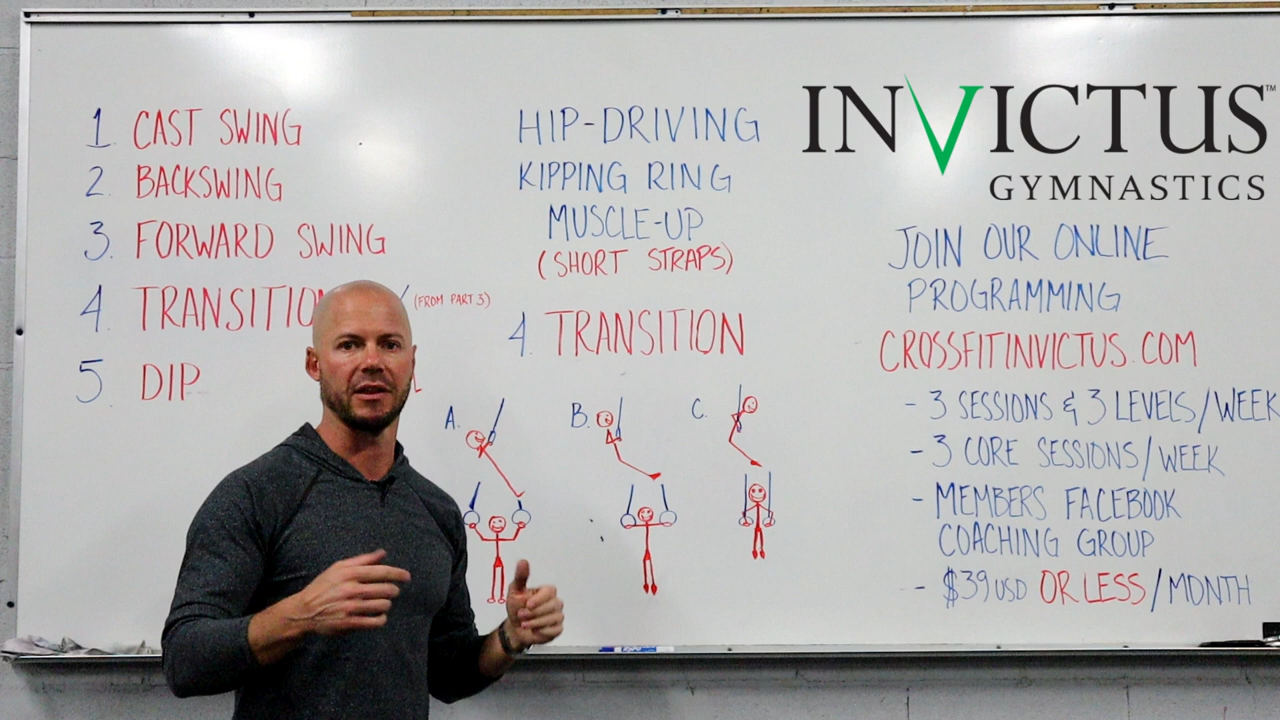 1. CAST SWING
2. BACKSWING
3. FORWARD SWING
4. TRANSITION (FROM PART 3)
5 DIP
HIP-DRIVING
KIPPING RING
MUSCLE-UP
(SHORT STRAPS)
4. TRANSITION
A. B. C.
INVICTUS™
GYMNASTICS
JOIN OUR ONLINE
PROGRAMMING
CROSSFITINVICTUS.COM
- 3 SESSIONS & 3 LEVELS/WEEK
- 3 CORE SESSIONS/WEEK
- MEMBERS FACEBOOK
COACHING GROUP
- $39 USD OR LESS/MONTH